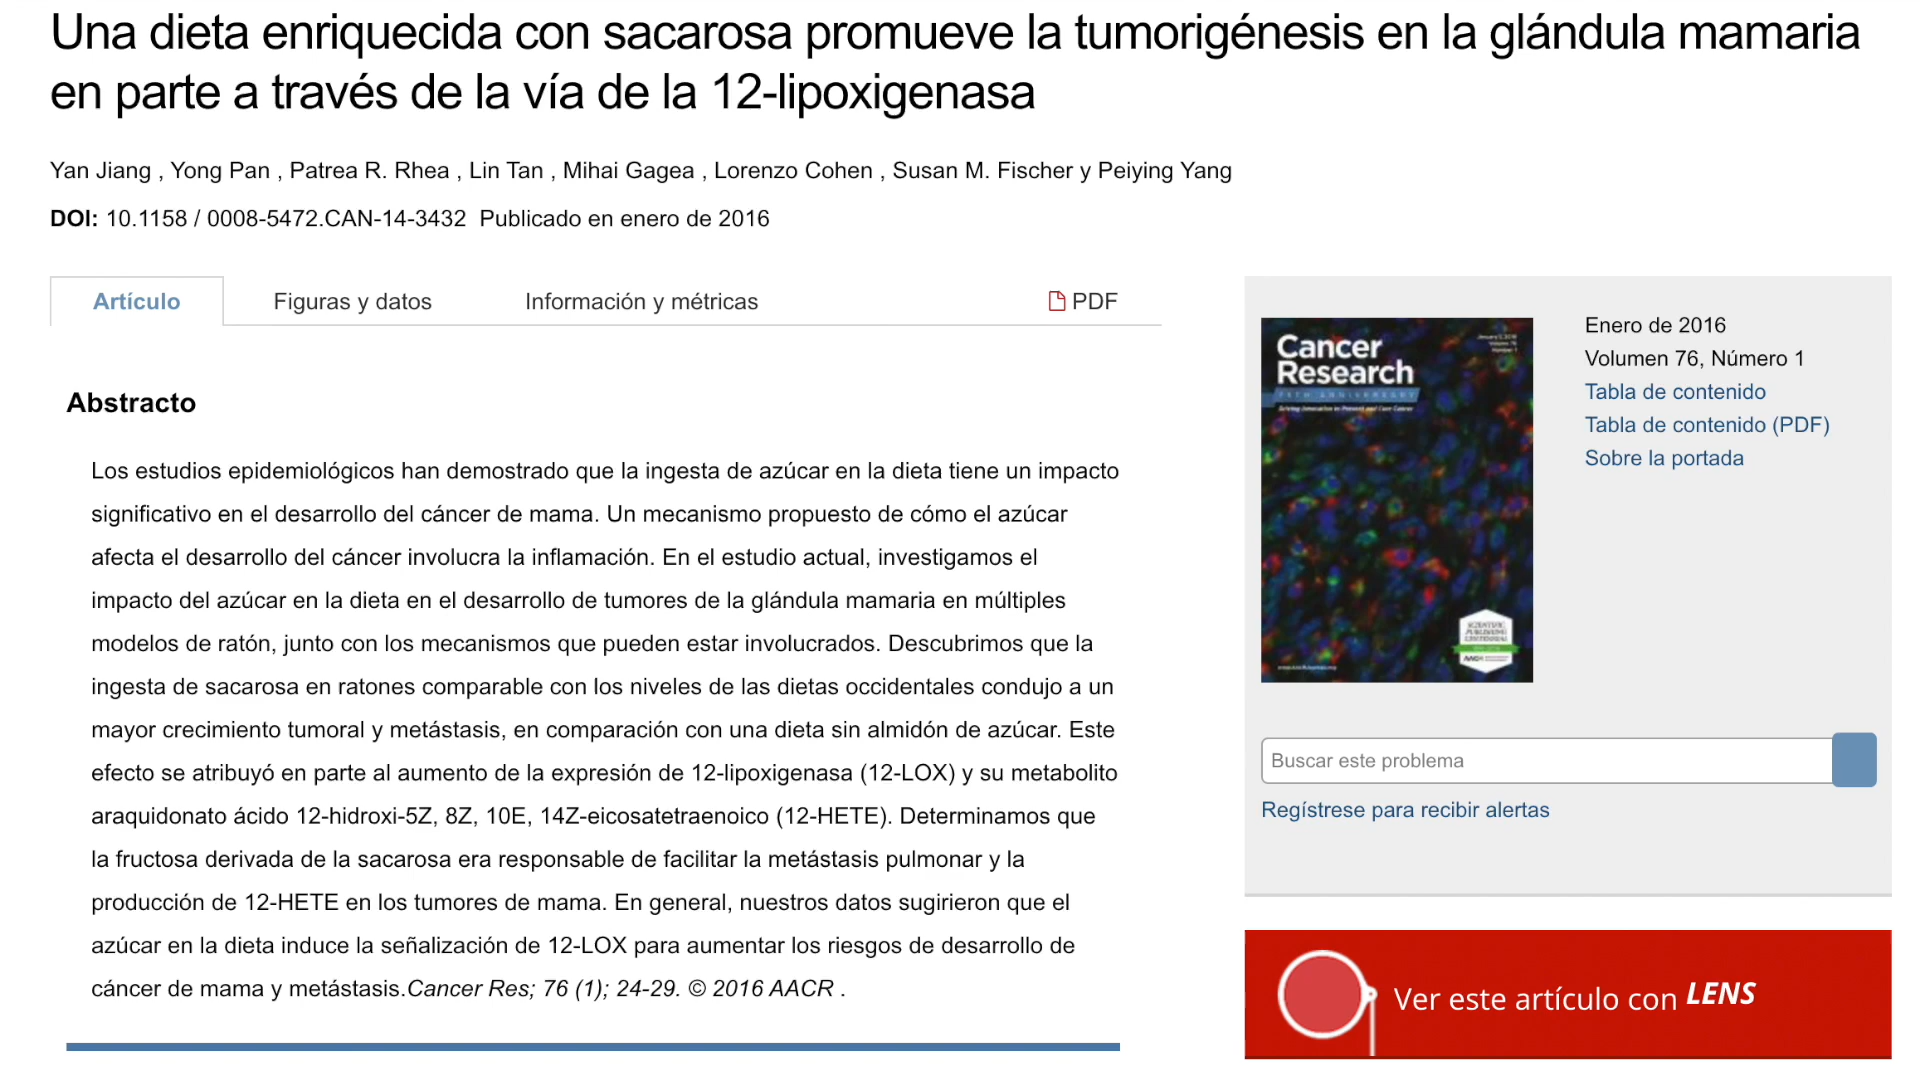 Una dieta enriquecida con sacarosa promueve la tumorigénesis en la glándula mamaria
en parte a través de la vía de la 12-lipoxigenasa
Yan Jiang , Yong Pan , Patrea R. Rhea , Lin Tan , Mihai Gagea , Lorenzo Cohen , Susan M. Fischer y Peiying Yang
DOI: 10.1158 / 0008-5472.CAN-14-3432 Publicado en enero de 2016
Artículo
Figuras y datos
Información y métricas
PDF
Abstracto
Los estudios epidemiológicos han demostrado que la ingesta de azúcar en la dieta tiene un impacto
significativo en el desarrollo del cáncer de mama. Un mecanismo propuesto de cómo el azúcar
afecta el desarrollo del cáncer involucra la inflamación. En el estudio actual, investigamos el
impacto del azúcar en la dieta en el desarrollo de tumores de la glándula mamaria en múltiples
modelos de ratón, junto con los mecanismos que pueden estar involucrados. Descubrimos que la
ingesta de sacarosa en ratones comparable con los niveles de las dietas occidentales condujo a un
mayor crecimiento tumoral y metástasis, en comparación con una dieta sin almidón de azúcar. Este
efecto se atribuyó en parte al aumento de la expresión de 12-lipoxigenasa (12-LOX) y su metabolito
araquidonato ácido 12-hidroxi-5Z, 8Z, 10E, 14Z-eicosatetraenoico (12-HETE). Determinamos que
la fructosa derivada de la sacarosa era responsable de facilitar la metástasis pulmonar y la
producción de 12-HETE en los tumores de mama. En general, nuestros datos sugirieron que el
azúcar en la dieta induce la señalización de 12-LOX para aumentar los riesgos de desarrollo de
cáncer de mama y metástasis.Cancer Res; 76 (1); 24-29. © 2016 AACR .
Cancer
Research
Enero de 2016
Volumen 76, Número 1
Tabla de contenido
Tabla de contenido (PDF)
Sobre la portada
Buscar este problema
Regístrese para recibir alertas
Ver este artículo con LENS